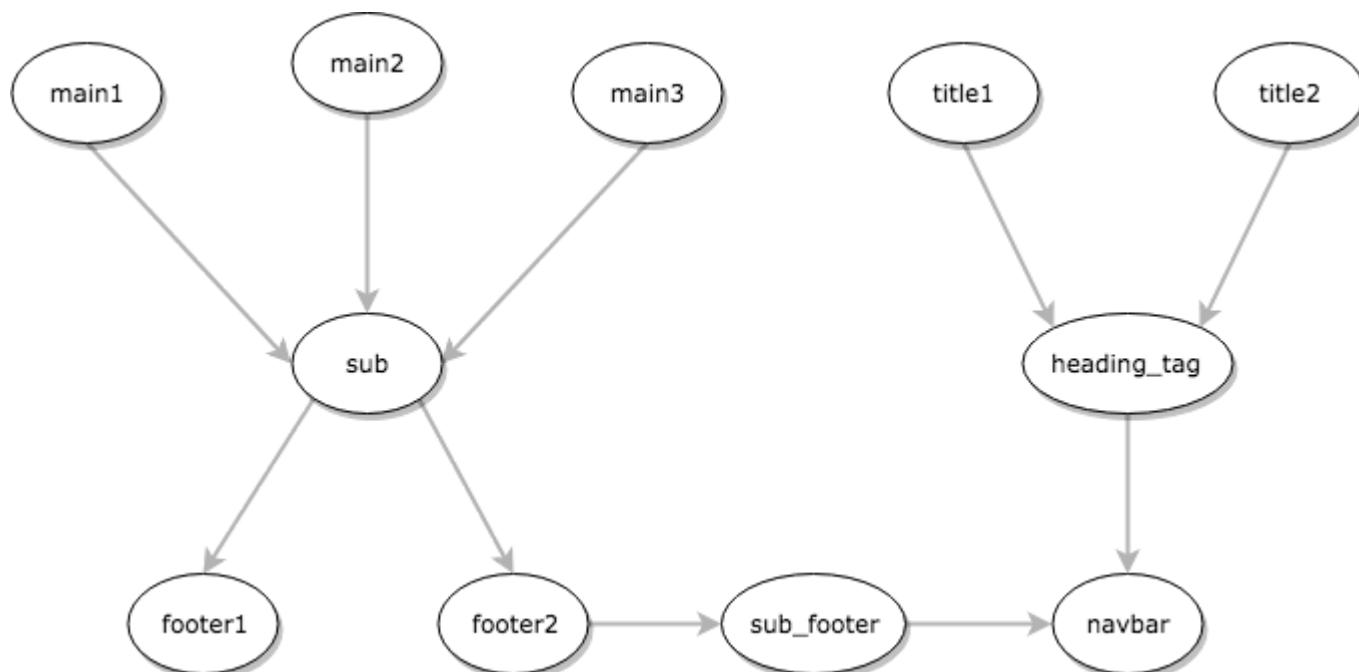 main1
main2
main3
title1
title2
sub
heading_tag
footer1
footer2
sub_footer
navbar